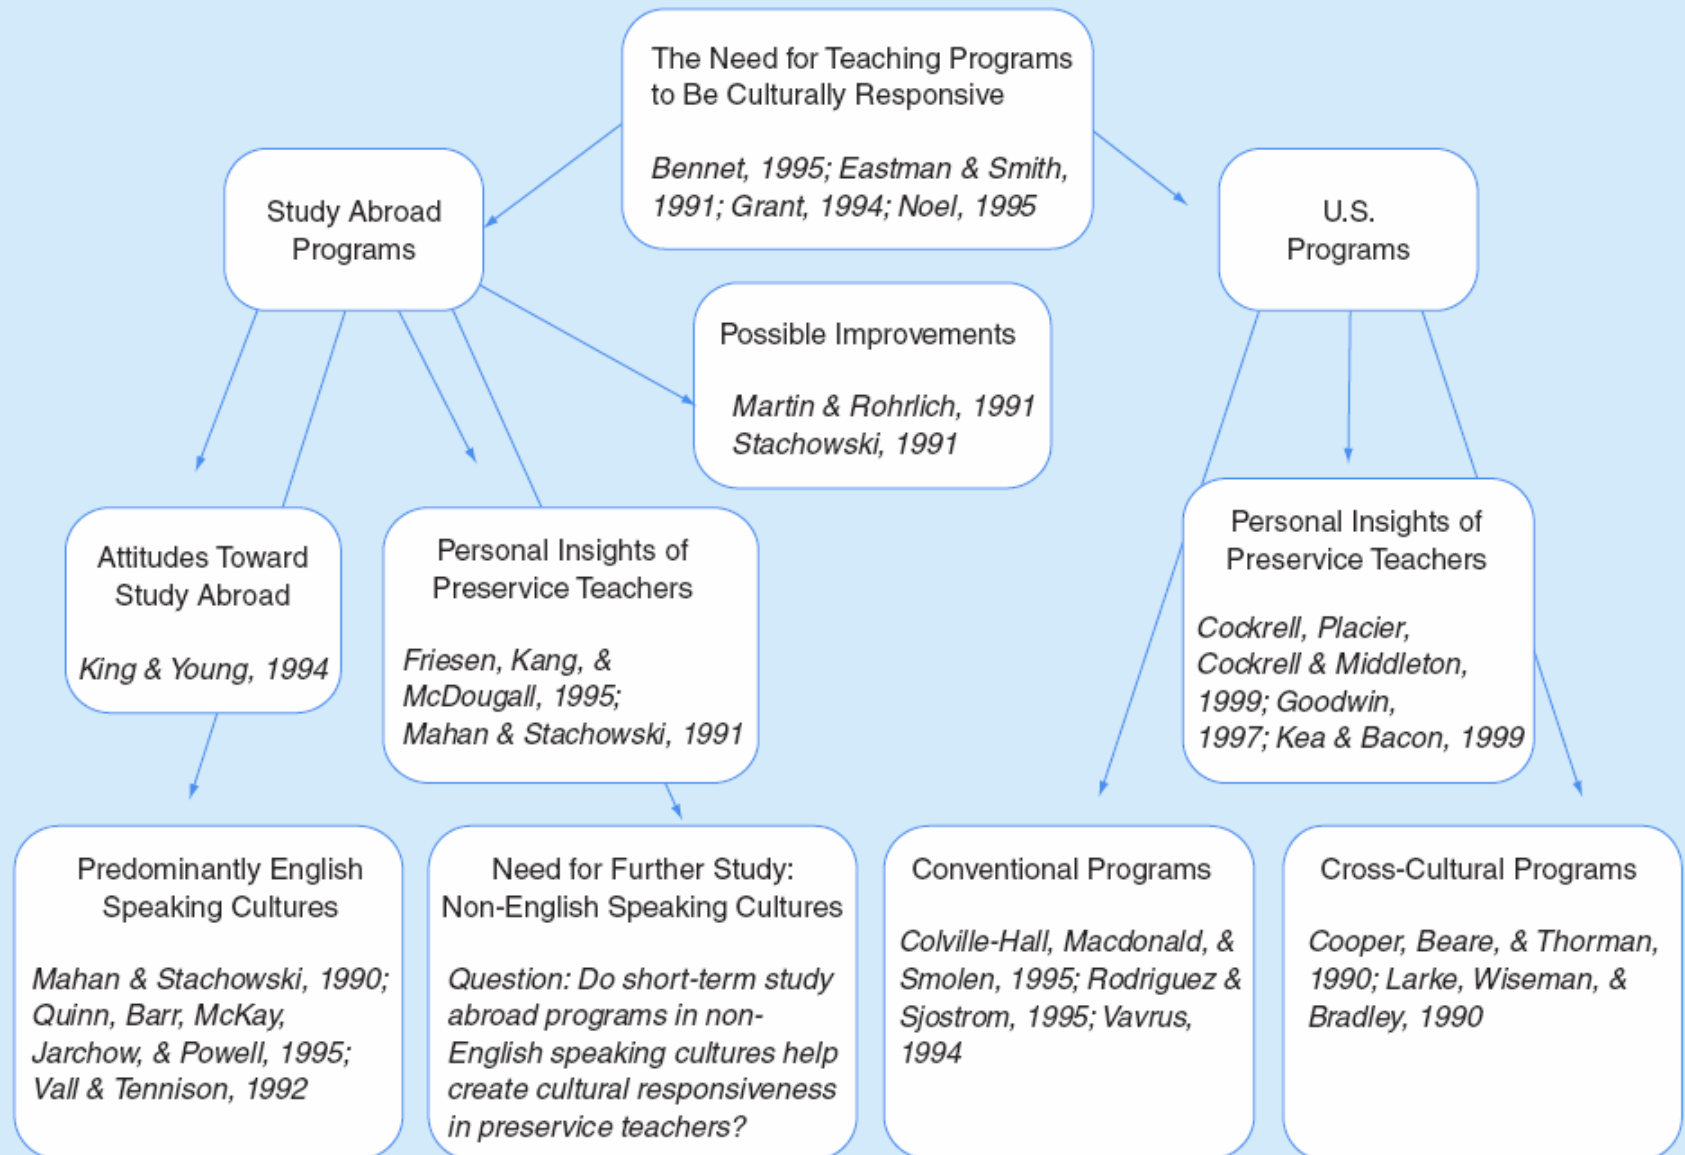 The Need for Teaching Programs
to Be Culturally Responsive
Bennet, 1995; Eastman & Smith,
1991; Grant, 1994; Noel, 1995
Study Abroad
Programs
U.S.
Programs
Possible Improvements
Martin & Rohrlich, 1991
Stachowski, 1991
Attitudes Toward
Study Abroad
King & Young, 1994
Personal Insights of
Preservice Teachers
Friesen, Kang, &
McDougall, 1995;
Mahan & Stachowski, 1991
Personal Insights of
Preservice Teachers
Cockrell, Placier,
Cockrell & Middleton,
1999; Goodwin,
1997; Kea & Bacon, 1999
Predominantly English
Speaking Cultures
Mahan & Stachowski, 1990;
Quinn, Barr, McKay,
Jarchow, & Powell, 1995;
Vall & Tennison, 1992
Need for Further Study:
Non-English Speaking Cultures
Question: Do short-term study
abroad programs in non-
English speaking cultures help
create cultural responsiveness
in preservice teachers?
Conventional Programs
Colville-Hall, Macdonald, &
Smolen, 1995; Rodriguez &
Sjostrom, 1995; Vavrus,
1994
Cross-Cultural Programs
Cooper, Beare, & Thorman,
1990; Larke, Wiseman, &
Bradley, 1990